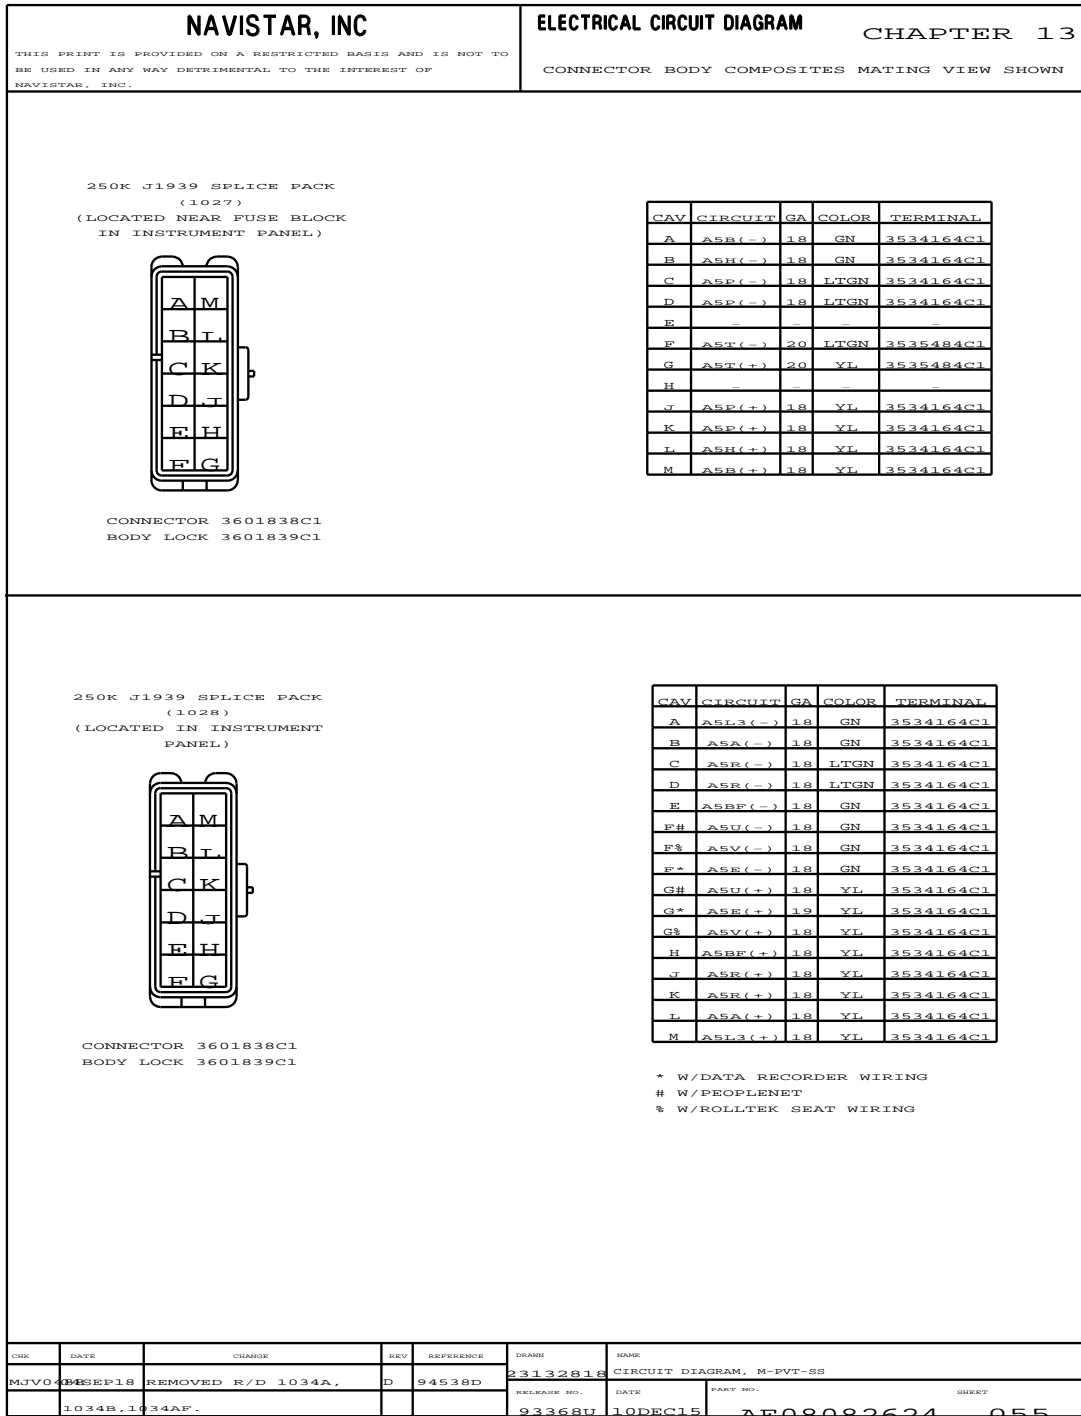 NAVISTAR, INC
THIS PRINT IS PROVIDED ON A RESTRICTED BASIS AND IS NOT TO
BE USED IN ANY WAY DETRIMENTAL TO THE INTEREST OF
NAVISTAR, INC.
ELECTRICAL CIRCUIT DIAGRAM
CHAPTER 13
CONNECTOR BODY COMPOSITES MATING VIEW SHOWN
250K J1939 SPLICE PACK
(1027)
(LOCATED NEAR FUSE BLOCK
IN INSTRUMENT PANEL)
A M
B L
C K
D J
E H
F G
CONNECTOR 3601838C1
BODY LOCK 3601839C1
CAV CIRCUIT GA COLOR TERMINAL
A A5B(-) 18 GN 3534164C1
B A5H(-) 18 GN 3534164C1
C A5P(-) 18 LTGN 3534164C1
D A5P(-) 18 LTGN 3534164C1
E - - - -
F A5T(-) 20 LTGN 3535484C1
G A5T(+) 20 YL 3535484C1
H - - - -
J A5P(+) 18 YL 3534164C1
K A5P(+) 18 YL 3534164C1
L A5H(+) 18 YL 3534164C1
M A5B(+) 18 YL 3534164C1
250K J1939 SPLICE PACK
(1028)
(LOCATED IN INSTRUMENT
PANEL)
A M
B L
C K
D J
E H
F G
CONNECTOR 3601838C1
BODY LOCK 3601839C1
CAV CIRCUIT GA COLOR TERMINAL
A A5L3(-) 18 GN 3534164C1
B A5A(-) 18 GN 3534164C1
C A5R(-) 18 LTGN 3534164C1
D A5R(-) 18 LTGN 3534164C1
E A5BF(-) 18 GN 3534164C1
F# A5U(-) 18 GN 3534164C1
F% A5V(-) 18 GN 3534164C1
F* A5E(-) 18 GN 3534164C1
G# A5U(+) 18 YL 3534164C1
G* A5E(+) 19 YL 3534164C1
G% A5V(+) 18 YL 3534164C1
H A5BF(+) 18 YL 3534164C1
J A5R(+) 18 YL 3534164C1
K A5R(+) 18 YL 3534164C1
L A5A(+) 18 YL 3534164C1
M A5L3(+) 18 YL 3534164C1
* W/DATA RECORDER WIRING
# W/PEOPLENET
% W/ROLLTEK SEAT WIRING
CHK DATE CHANGE REV REFERENCE
REMOVED R/D 1034A, D 94538D
1034B,1034AF.
DRAWN
23132818
NAME
CIRCUIT DIAGRAM, M-PVT-SS
RELEASE NO.
93368U
DATE
10DEC15
PART NO.
AF08082624
SHEET
055